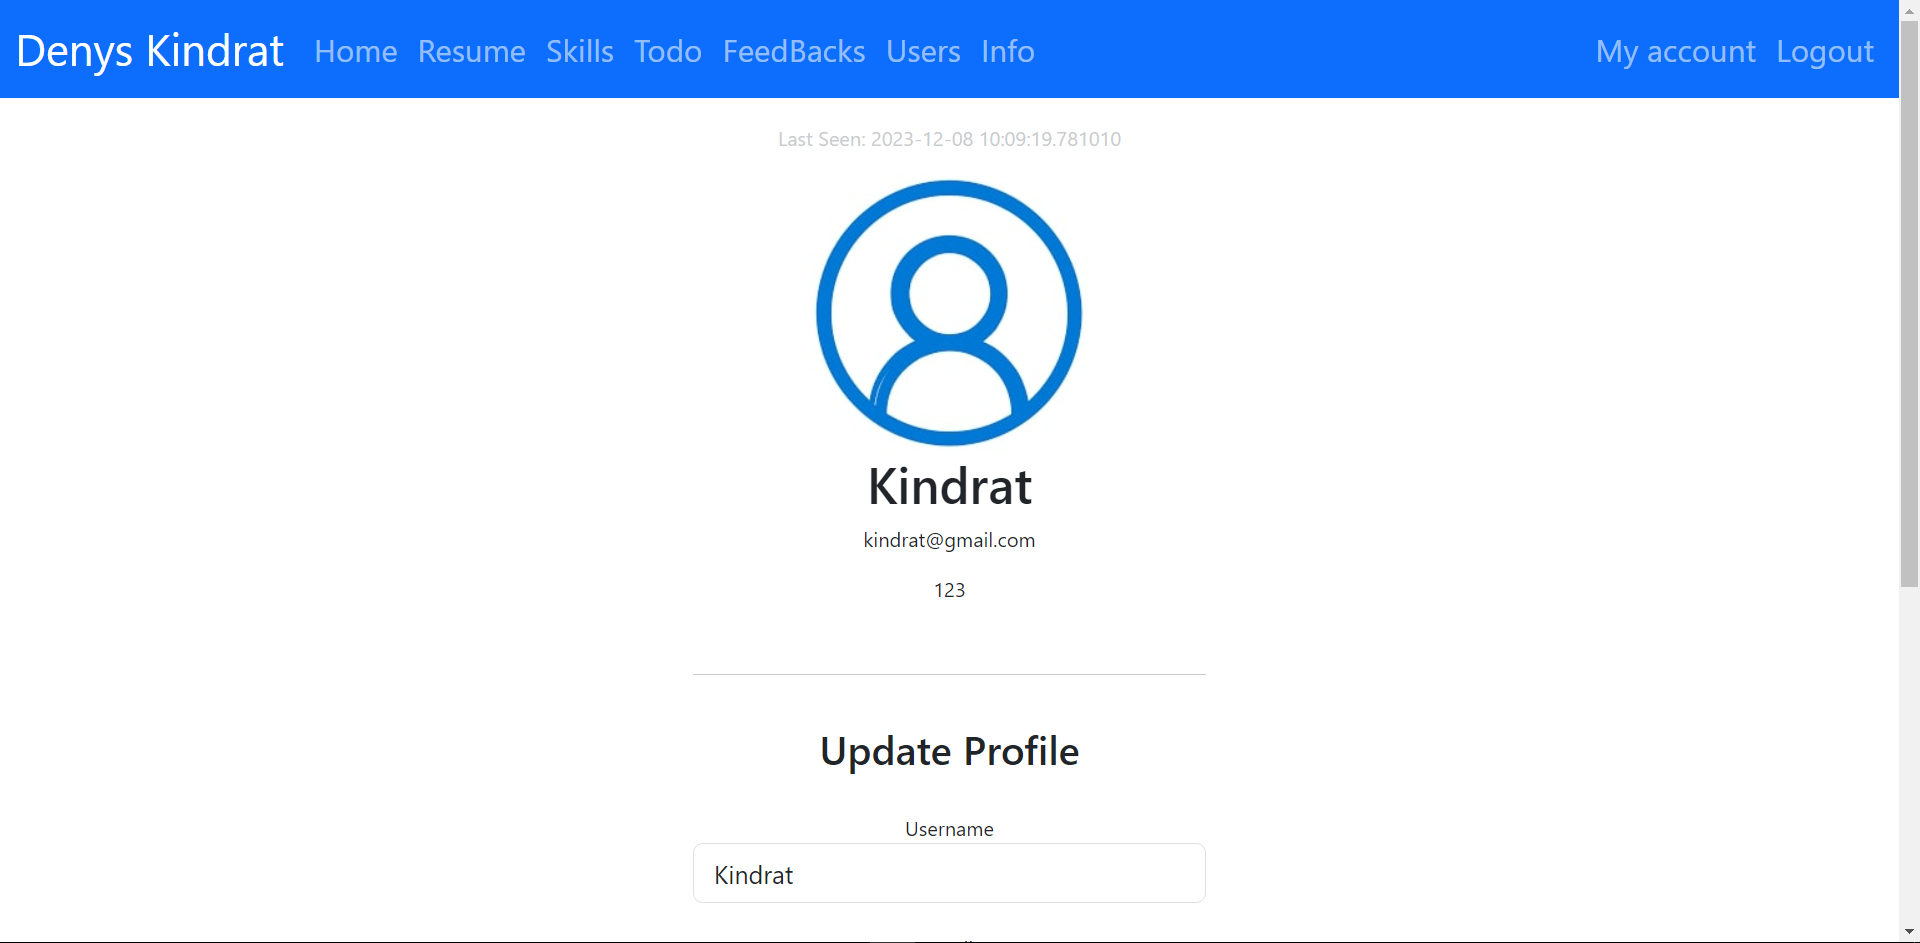 Denys Kindrat Home Resume Skills Todo FeedBacks Users Info My account Logout
Last Seen: 2023-12-08 10:09:19.781010
Kindrat
kindrat@gmail.com
123
Update Profile
Username
Kindrat